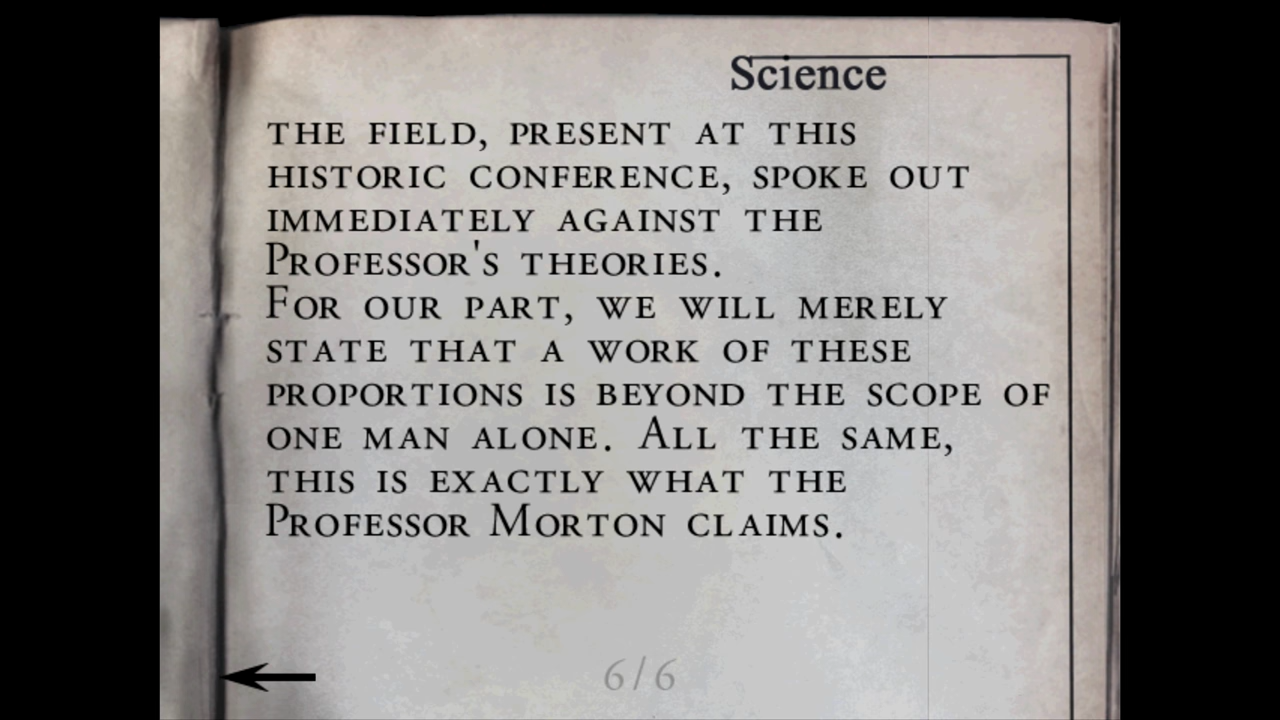 Science
THE FIELD, PRESENT AT THIS
HISTORIC CONFERENCE, SPOKE OUT
IMMEDIATELY AGAINST THE
PROFESSOR'S THEORIES.
FOR OUR PART, WE WILL MERELY
STATE THAT A WORK OF THESE
PROPORTIONS IS BEYOND THE SCOPE OF
ONE MAN ALONE. ALL THE SAME,
THIS IS EXACTLY WHAT THE
PROFESSOR MORTON CLAIMS.
6/6